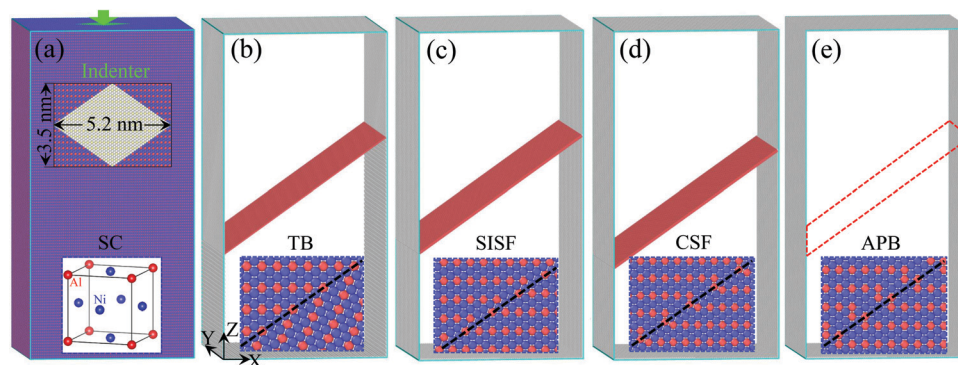 (a)
Indenter
3.5 nm
5.2 nm
SC
Al
Ni
(b)
TB
Z
Y
X
(c)
SISF
(d)
CSF
(e)
APB